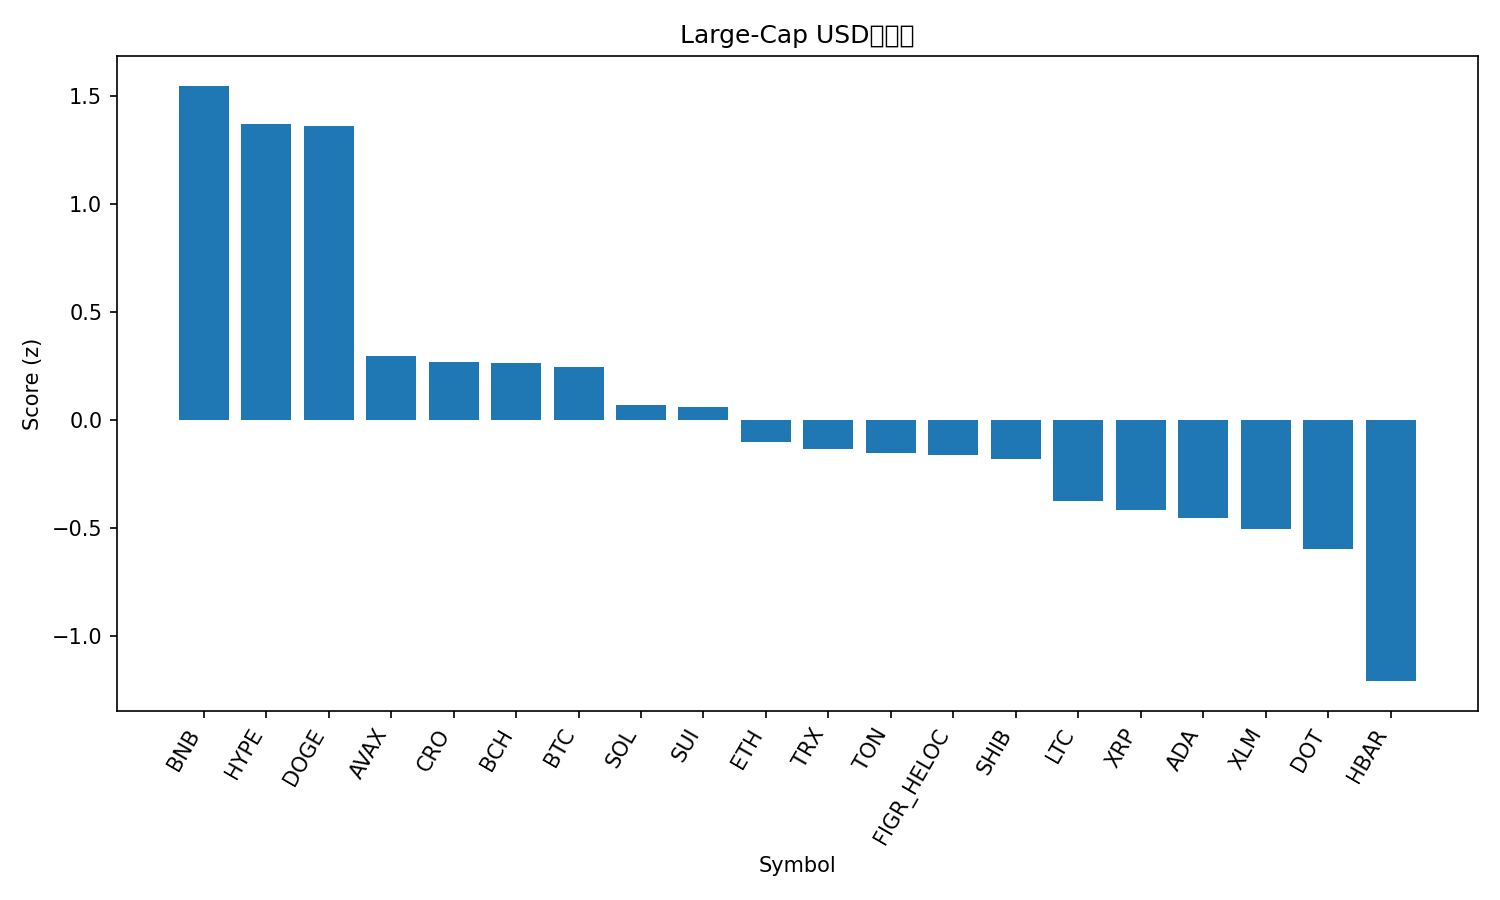 Large-Cap USD
Score (z)
1.5
1.0
0.5
0.0
−0.5
−1.0
BNB
HYPE
DOGE
AVAX
CRO
BCH
BTC
SOL
SUI
ETH
TRX
TON
FIGR_HELOC
SHIB
LTC
XRP
ADA
XLM
DOT
HBAR
Symbol